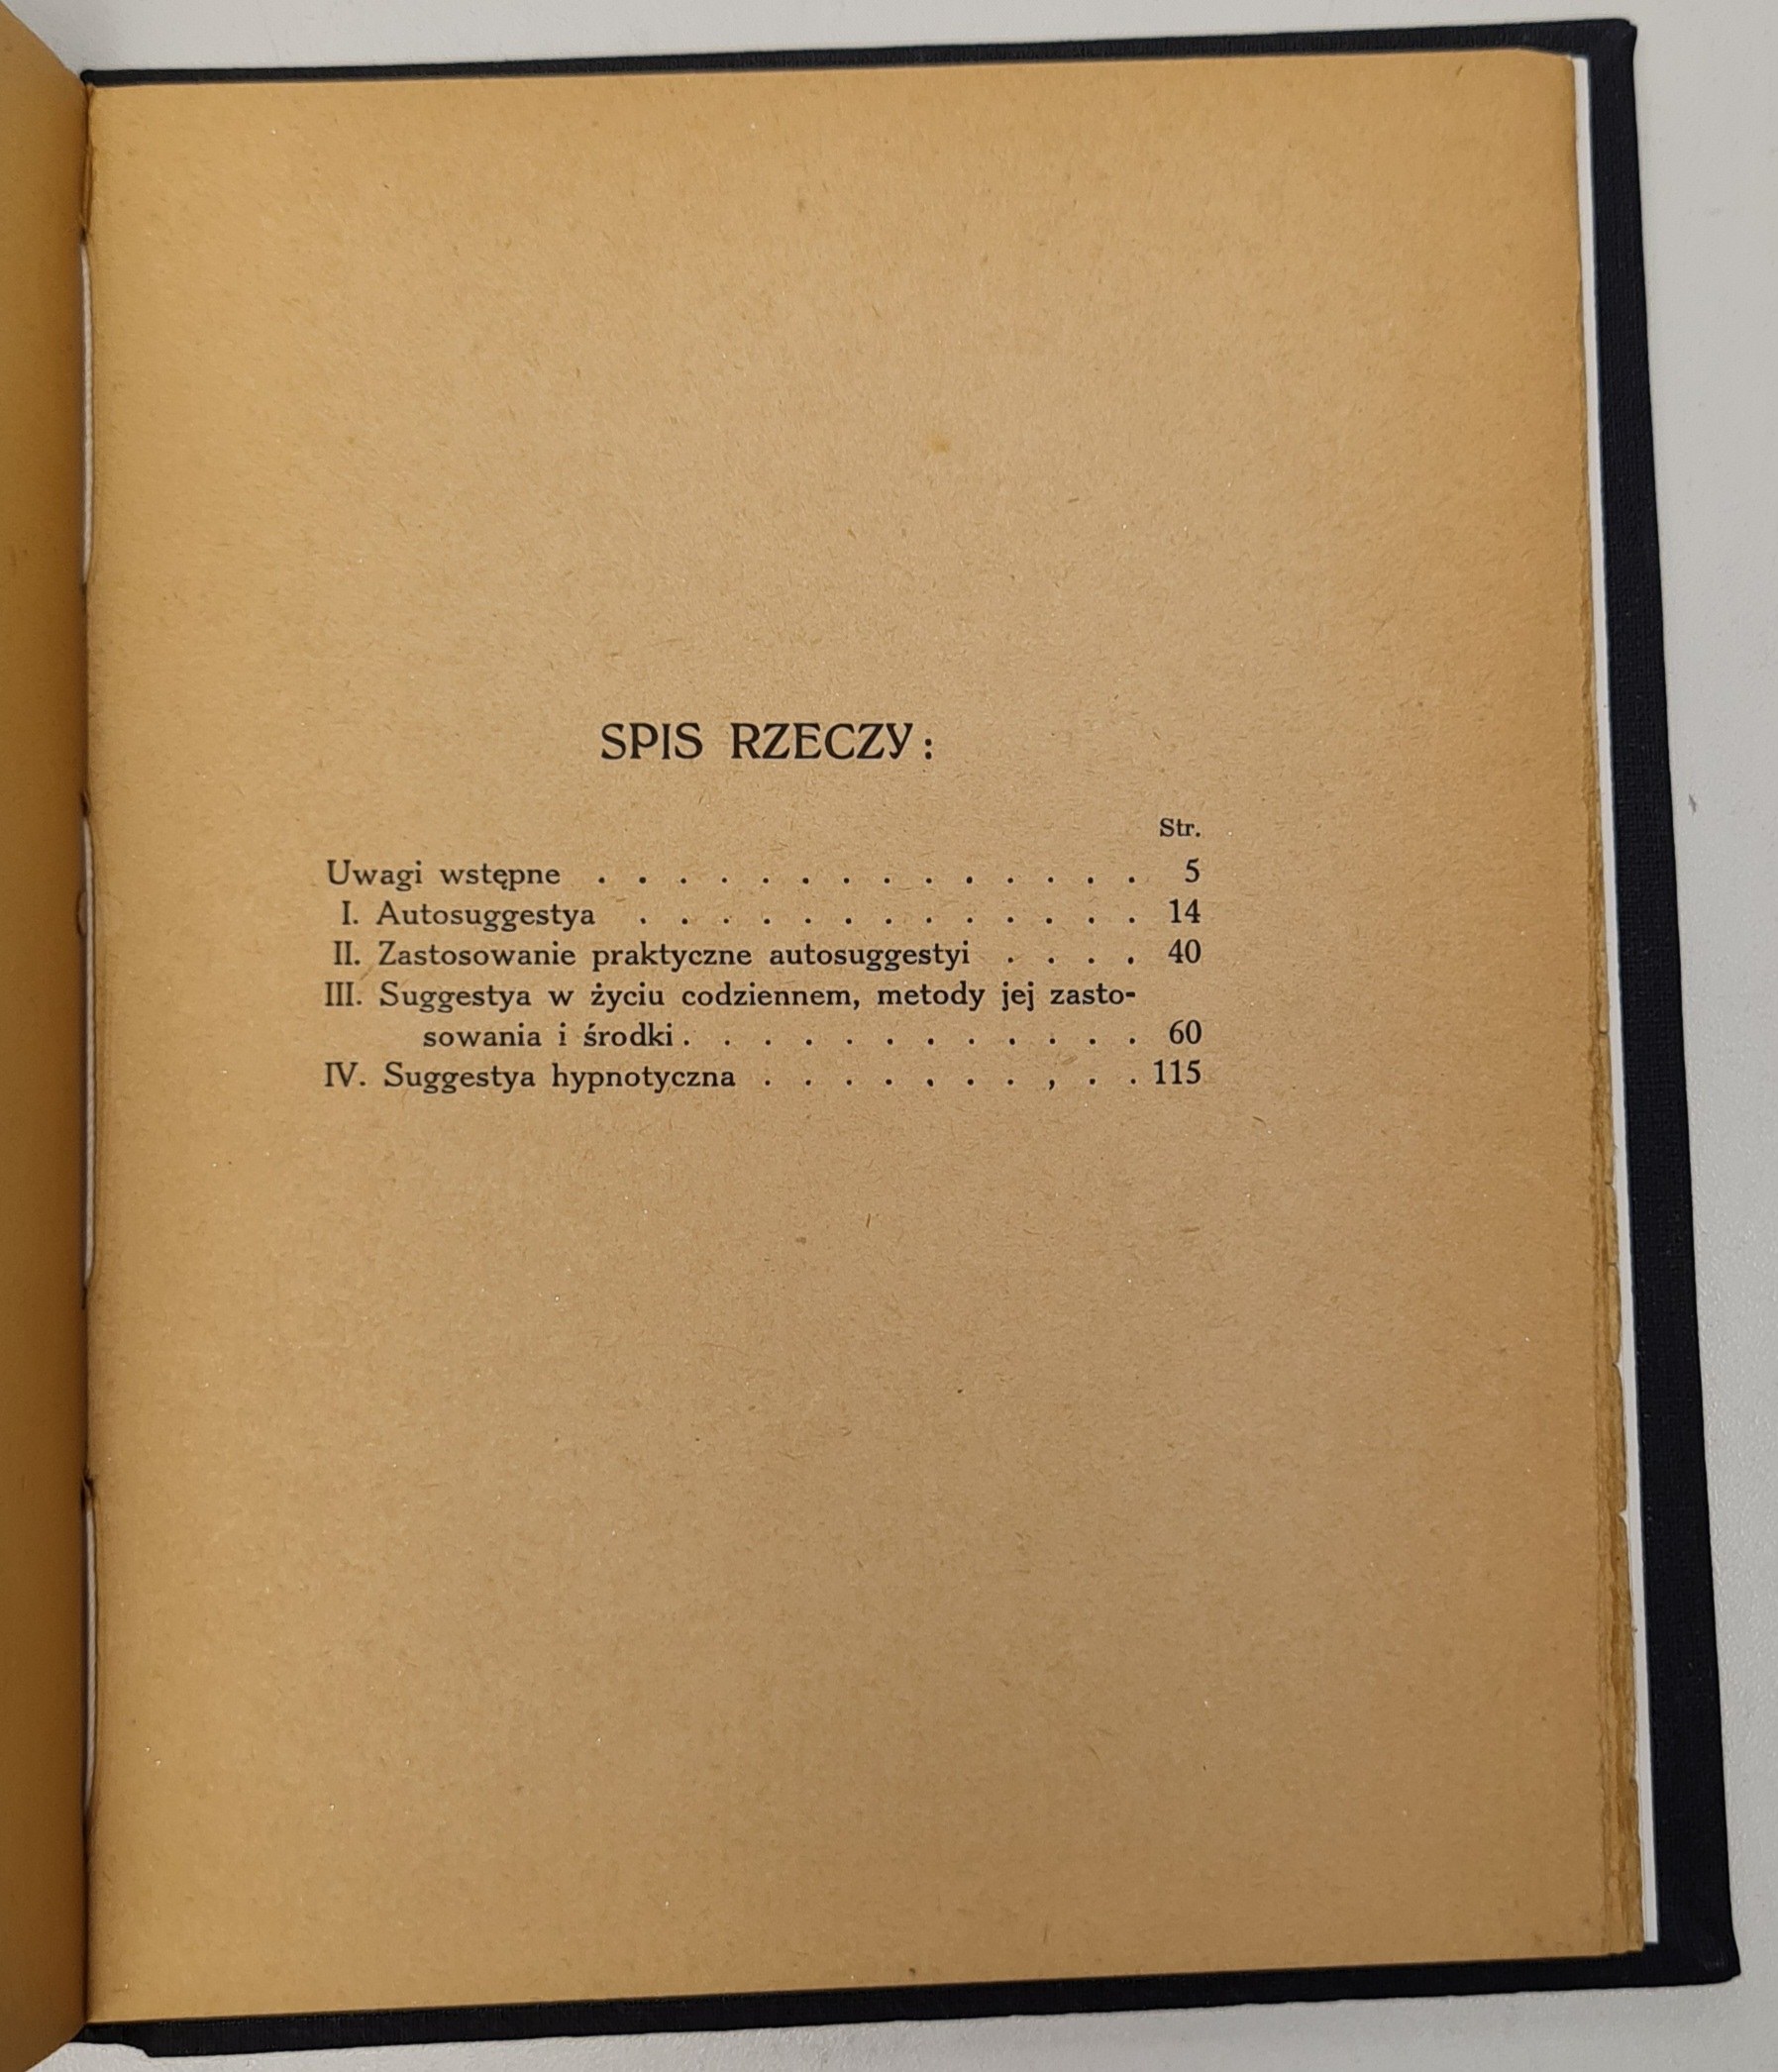 SPIS RZECZY:
Str.
Uwagi wstępne . . . . . . . . . . . . . . 5
I. Autosuggestya . . . . . . . . . . . . . 14
II. Zastosowanie praktyczne autosuggestyi . . . . 40
III. Suggestya w życiu codziennem, metody jej zasto-
sowania i środki . . . . . . . . . . . . 60
IV. Suggestya hypnotyczna . . . . . . . , . . 115